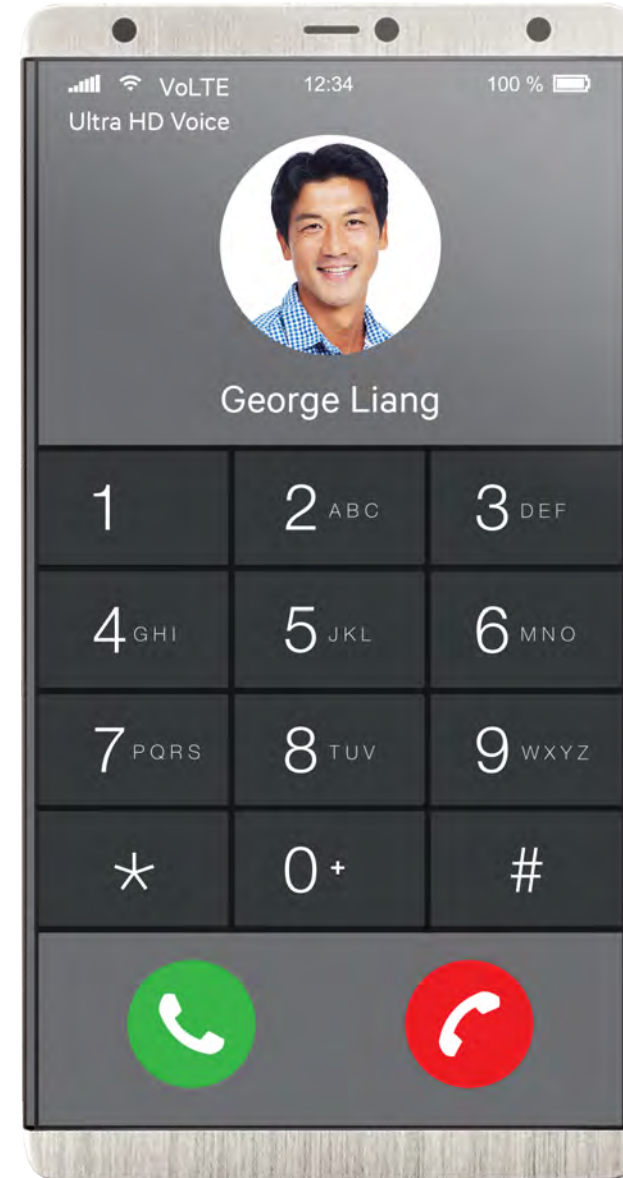 VoLTE 12:34 100 %
Ultra HD Voice
George Liang
1 2 ABC 3 DEF
4 GHI 5 JKL 6 MNO
7 PQRS 8 TUV 9 WXYZ
* 0 + #